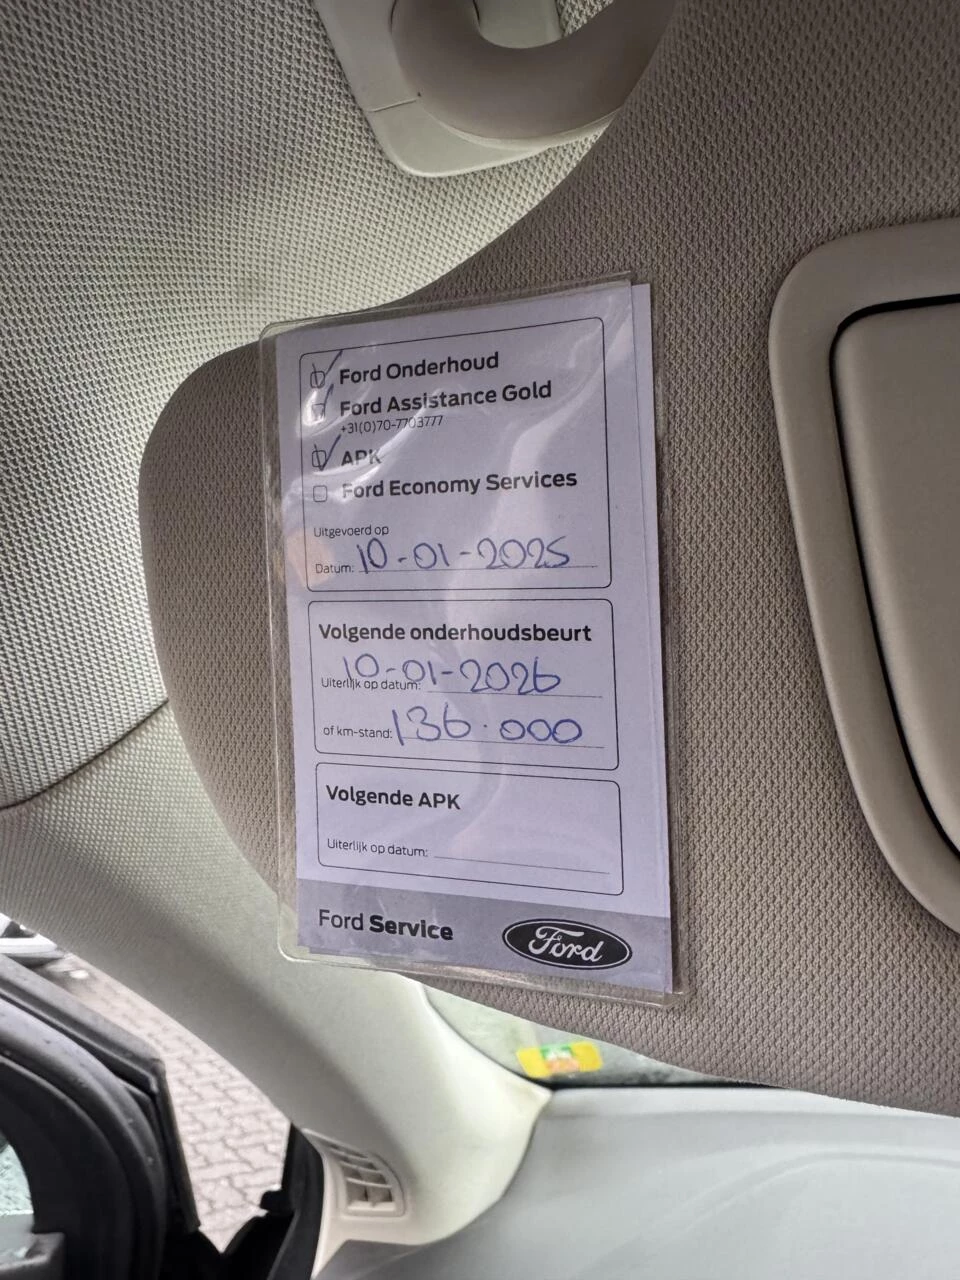 Ford Onderhoud
Ford Assistance Gold
+31(0)70-7703777
APK
Ford Economy Services
Uitgevoerd op
Datum: 10-01-2025
Volgende onderhoudsbeurt
Uiterlijk op datum: 10-01-2026
of km-stand: 136.000
Volgende APK
Uiterlijk op datum:
Ford Service
Ford